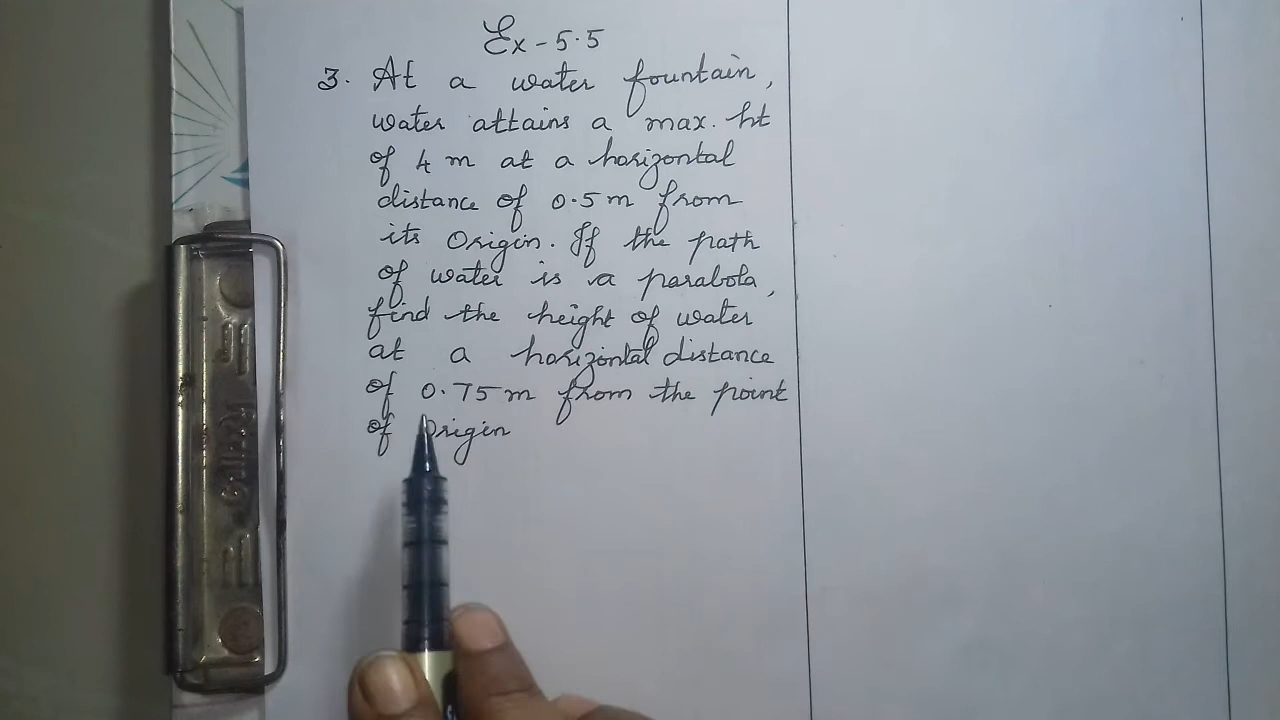 Ex - 5.5
3. At a water fountain,
water attains a max. ht
of 4 m at a horizontal
distance of 0.5 m from
its Origin. If the path
of water is a parabola,
find the height of water
at a horizontal distance
of 0.75 m from the point
of Origin